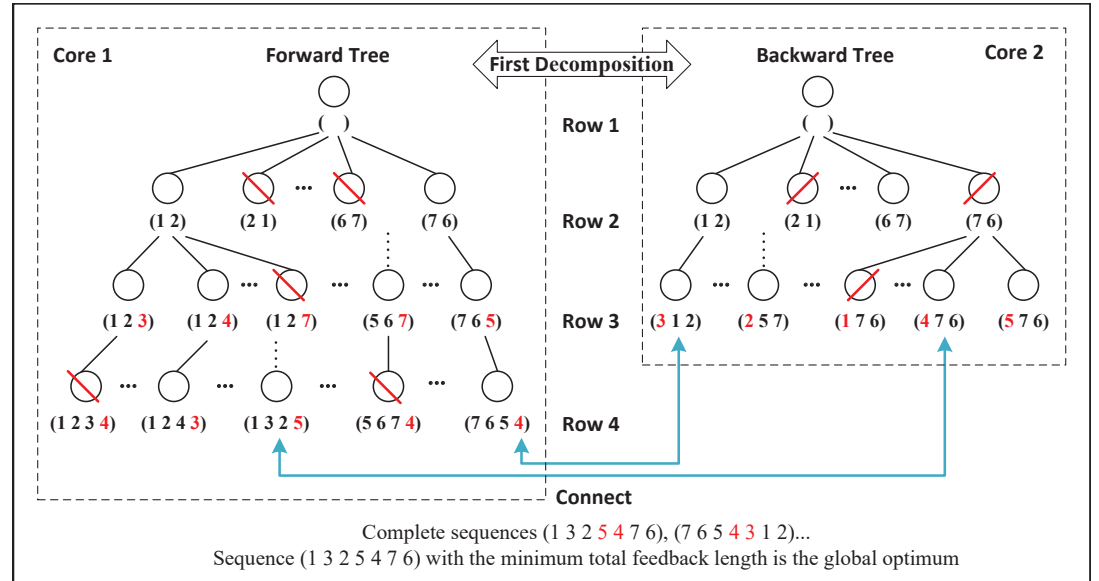 Core 1 Forward Tree First Decomposition Backward Tree Core 2
( ) Row 1 ( )
... ...
(1 2) (2 1) (6 7) (7 6) Row 2 (1 2) (2 1) (6 7) (7 6)
... ... ... ... ...
(1 2 3) (1 2 4) (1 2 7) (5 6 7) (7 6 5) Row 3 (3 1 2) (2 5 7) (1 7 6) (4 7 6) (5 7 6)
... ... ... ...
(1 2 3 4) (1 2 4 3) (1 3 2 5) (5 6 7 4) (7 6 5 4) Row 4
Connect
Complete sequences (1 3 2 5 4 7 6), (7 6 5 4 3 1 2)...
Sequence (1 3 2 5 4 7 6) with the minimum total feedback length is the global optimum